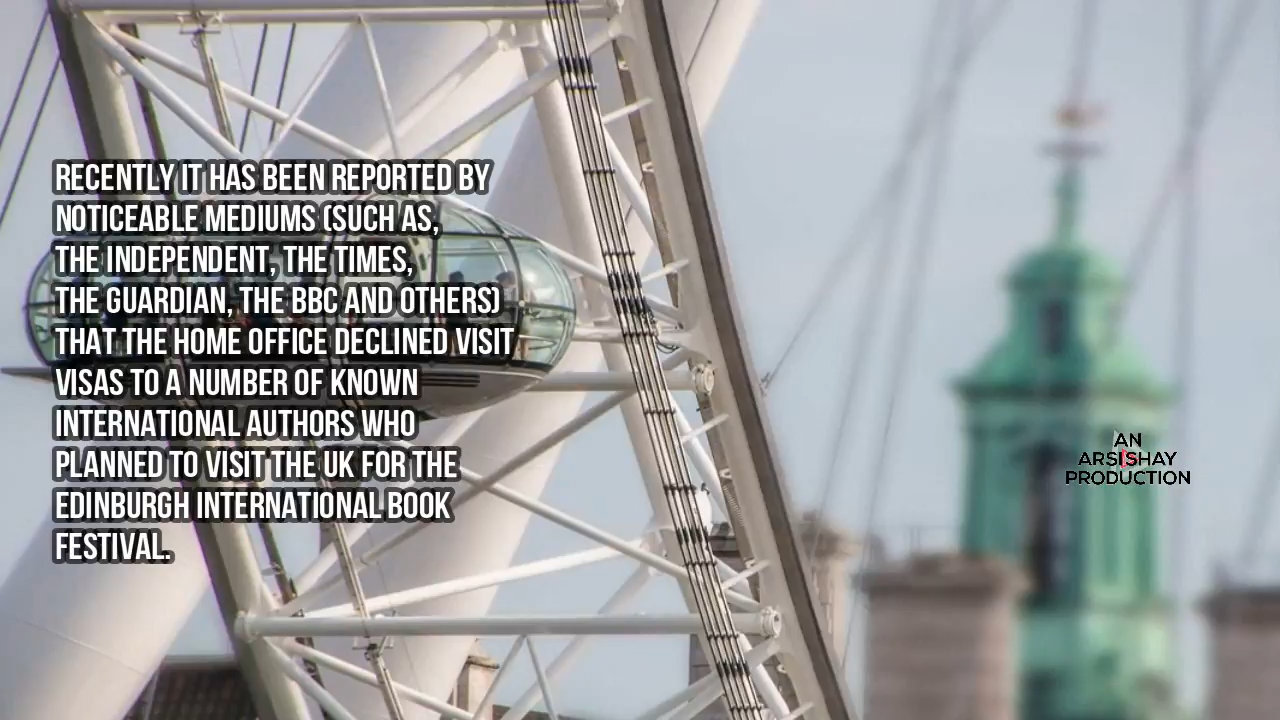 RECENTLY IT HAS BEEN REPORTED BY
NOTICEABLE MEDIUMS (SUCH AS,
THE INDEPENDENT, THE TIMES,
THE GUARDIAN, THE BBC AND OTHERS)
THAT THE HOME OFFICE DECLINED VISIT
VISAS TO A NUMBER OF KNOWN
INTERNATIONAL AUTHORS WHO
PLANNED TO VISIT THE UK FOR THE
EDINBURGH INTERNATIONAL BOOK
FESTIVAL.
AN
ARSISHAY
PRODUCTION